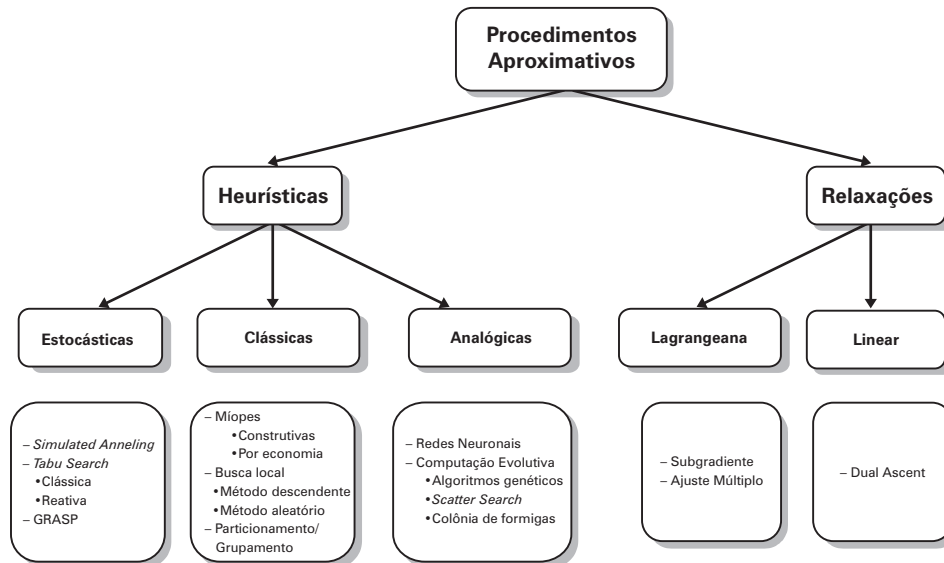 Procedimentos
Aproximativos
Heurísticas
Relaxações
Estocásticas
Clássicas
Analógicas
Lagrangeana
Linear
– Simulated Anneling
– Tabu Search
• Clássica
• Reativa
– GRASP
– Míopes
• Construtivas
• Por economia
– Busca local
• Método descendente
• Método aleatório
– Particionamento/
Grupamento
– Redes Neuronais
– Computação Evolutiva
• Algoritmos genéticos
• Scatter Search
• Colônia de formigas
– Subgradiente
– Ajuste Múltiplo
– Dual Ascent